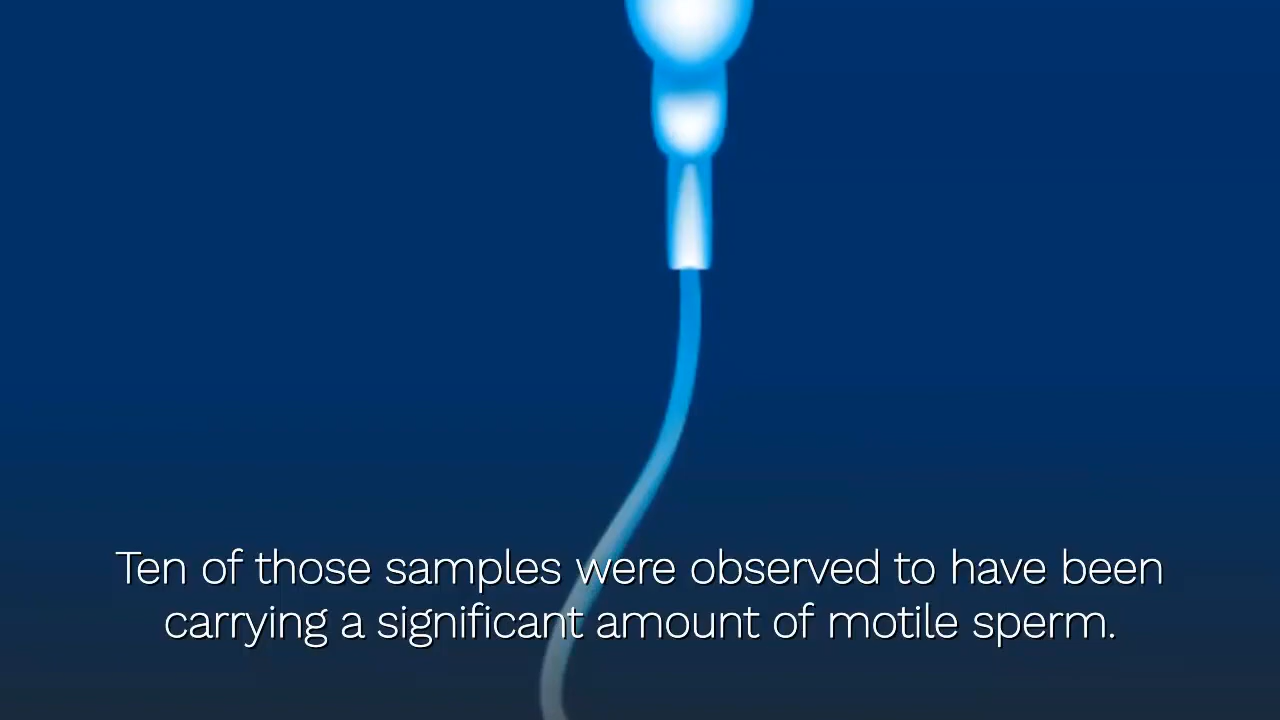 Ten of those samples were observed to have been
carrying a significant amount of motile sperm.